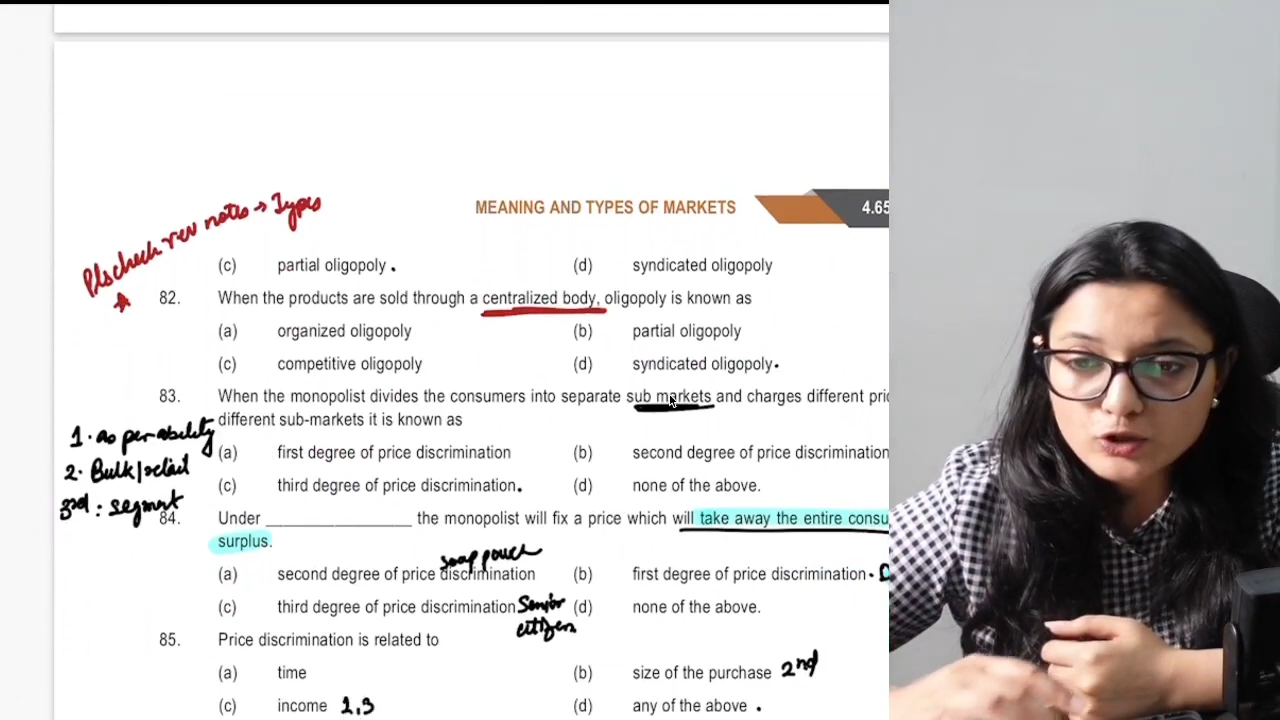 Pls check rev notes → Types
MEANING AND TYPES OF MARKETS 4.65
(c) partial oligopoly . (d) syndicated oligopoly
82. When the products are sold through a centralized body, oligopoly is known as
(a) organized oligopoly (b) partial oligopoly
(c) competitive oligopoly (d) syndicated oligopoly.
83. When the monopolist divides the consumers into separate sub markets and charges different
different sub-markets it is known as
1. as per ability
(a) first degree of price discrimination (b) second degree of price discrimination
2. Bulk/retail
(c) third degree of price discrimination. (d) none of the above.
3rd : segment
84. Under ________________ the monopolist will fix a price which will take away the entire
surplus.
soap pouch
(a) second degree of price discrimination (b) first degree of price discrimination.
(c) third degree of price discrimination Senior citizens (d) none of the above.
85. Price discrimination is related to
(a) time (b) size of the purchase 2nd
(c) income 1,3 (d) any of the above .